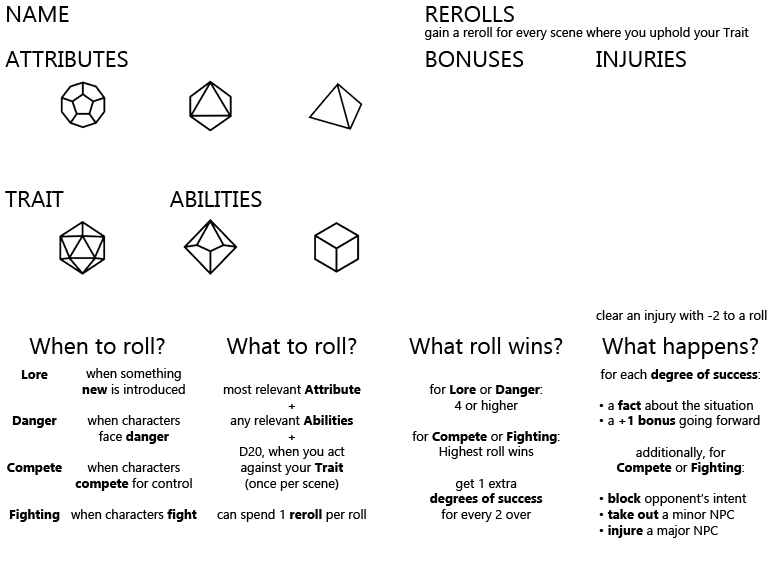 NAME
REROLLS
gain a reroll for every scene where you uphold your Trait
ATTRIBUTES
BONUSES
INJURIES
TRAIT
ABILITIES
clear an injury with -2 to a roll
When to roll?
Lore
when something
new is introduced
Danger
when characters
face danger
Compete
when characters
compete for control
Fighting
when characters fight
What to roll?
most relevant Attribute
+
any relevant Abilities
+
D20, when you act
against your Trait
(once per scene)
can spend 1 reroll per roll
What roll wins?
for Lore or Danger:
4 or higher
for Compete or Fighting:
Highest roll wins
get 1 extra
degrees of success
for every 2 over
What happens?
for each degree of success:
• a fact about the situation
• a +1 bonus going forward
additionally, for
Compete or Fighting:
• block opponent's intent
• take out a minor NPC
• injure a major NPC